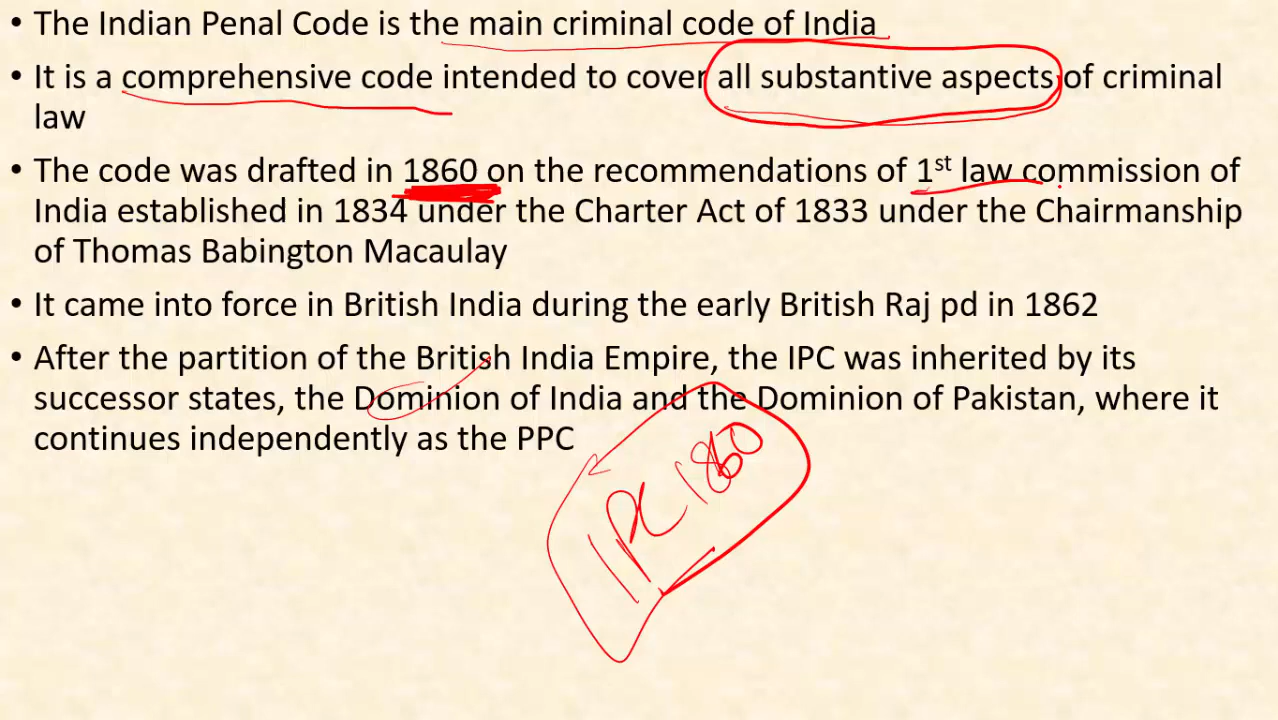 • The Indian Penal Code is the main criminal code of India
• It is a comprehensive code intended to cover all substantive aspects of criminal
law
• The code was drafted in 1860 on the recommendations of 1st law commission of
India established in 1834 under the Charter Act of 1833 under the Chairmanship
of Thomas Babington Macaulay
• It came into force in British India during the early British Raj pd in 1862
• After the partition of the British India Empire, the IPC was inherited by its
successor states, the Dominion of India and the Dominion of Pakistan, where it
continues independently as the PPC
IPC 1860